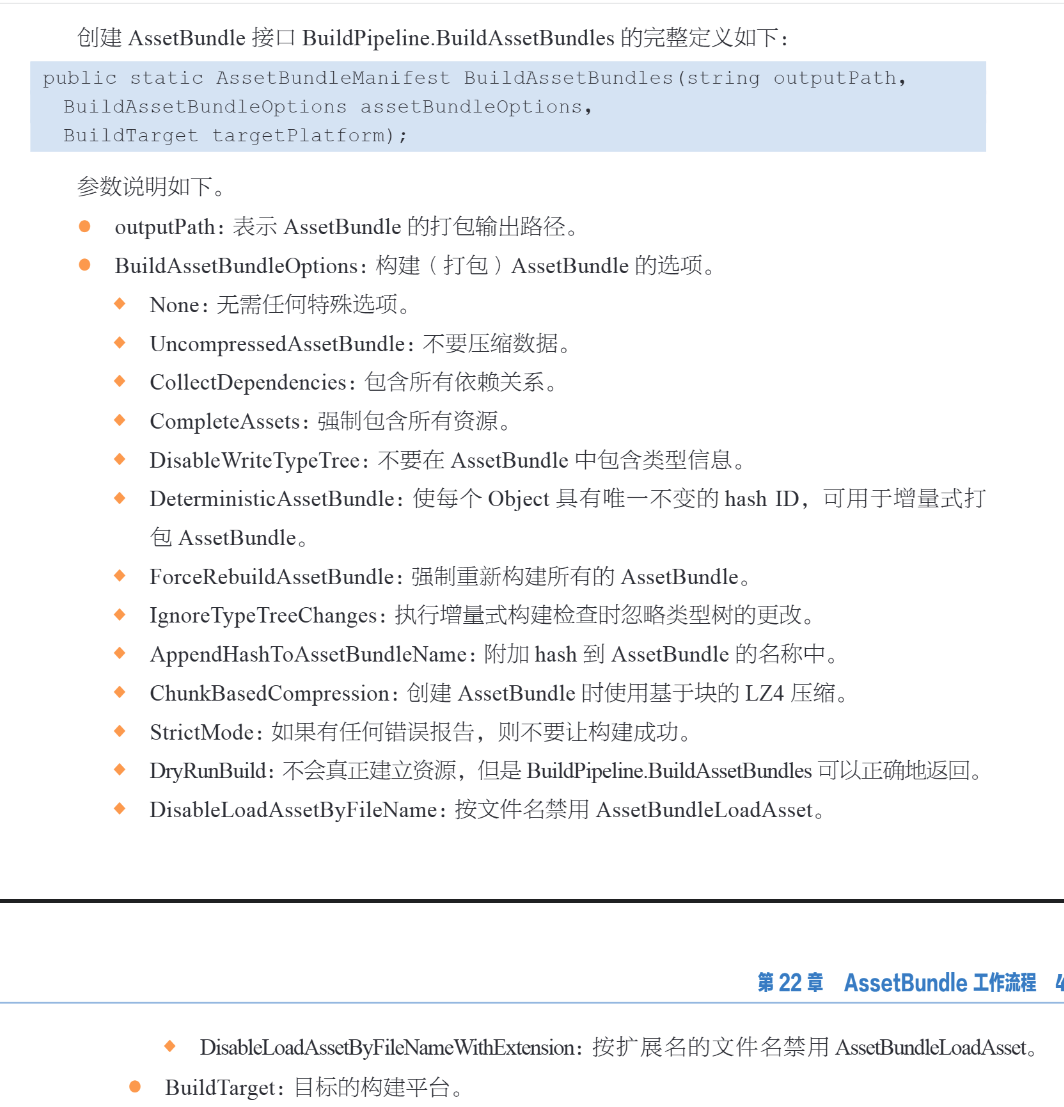 创建 AssetBundle 接口 BuildPipeline.BuildAssetBundles 的完整定义如下：
public static AssetBundleManifest BuildAssetBundles(string outputPath,
BuildAssetBundleOptions assetBundleOptions,
BuildTarget targetPlatform);
参数说明如下。
● outputPath：表示 AssetBundle 的打包输出路径。
● BuildAssetBundleOptions：构建（打包）AssetBundle 的选项。
◆ None：无需任何特殊选项。
◆ UncompressedAssetBundle：不要压缩数据。
◆ CollectDependencies：包含所有依赖关系。
◆ CompleteAssets：强制包含所有资源。
◆ DisableWriteTypeTree：不要在 AssetBundle 中包含类型信息。
◆ DeterministicAssetBundle：使每个 Object 具有唯一不变的 hash ID，可用于增量式打
包 AssetBundle。
◆ ForceRebuildAssetBundle：强制重新构建所有的 AssetBundle。
◆ IgnoreTypeTreeChanges：执行增量式构建检查时忽略类型树的更改。
◆ AppendHashToAssetBundleName：附加 hash 到 AssetBundle 的名称中。
◆ ChunkBasedCompression：创建 AssetBundle 时使用基于块的 LZ4 压缩。
◆ StrictMode：如果有任何错误报告，则不要让构建成功。
◆ DryRunBuild：不会真正建立资源，但是 BuildPipeline.BuildAssetBundles 可以正确地返回。
◆ DisableLoadAssetByFileName：按文件名禁用 AssetBundleLoadAsset。
第 22 章 AssetBundle 工作流程 4
◆ DisableLoadAssetByFileNameWithExtension：按扩展名的文件名禁用 AssetBundleLoadAsset。
● BuildTarget：目标的构建平台。